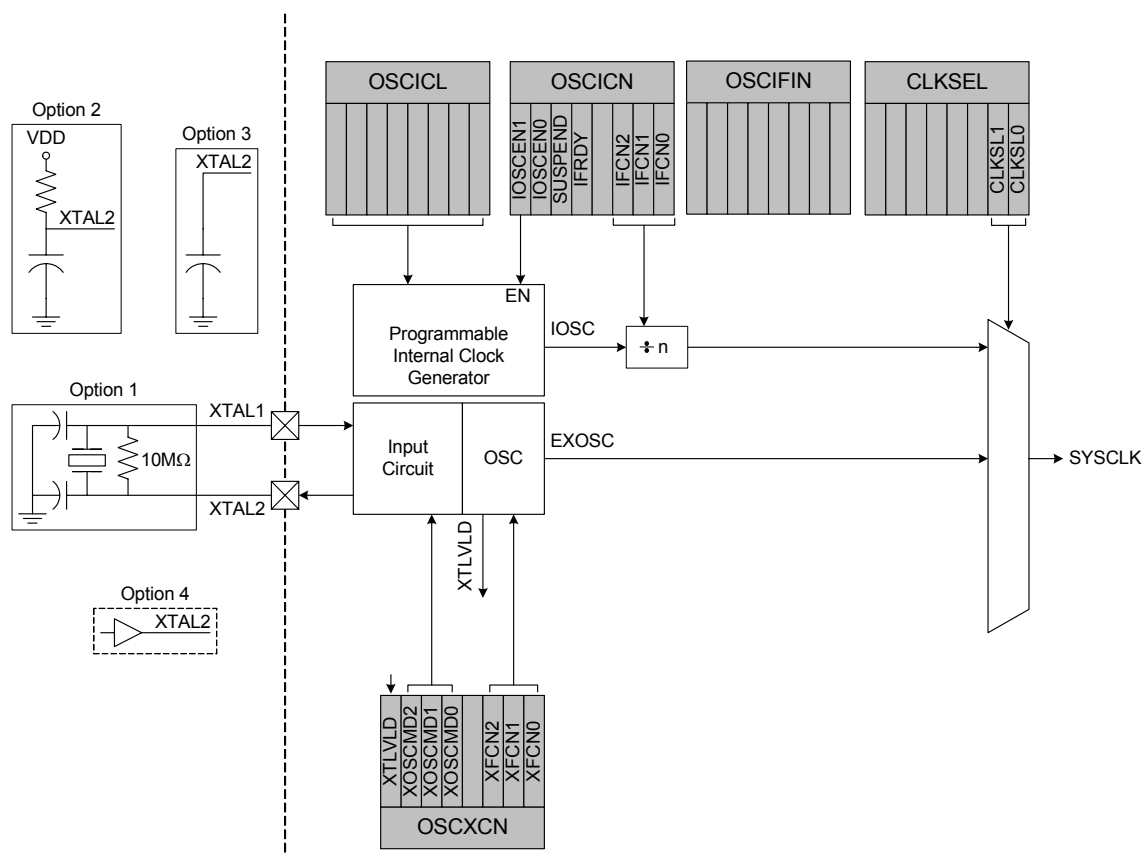 OSCICL
OSCICN
OSCIFIN
CLKSEL
IOSCEN1
IOSCEN0
SUSPEND
IFRDY
IFCN2
IFCN1
IFCN0
CLKSL1
CLKSL0
Option 2
VDD
XTAL2
Option 3
XTAL2
EN
Programmable
Internal Clock
Generator
IOSC
÷ n
Option 1
10MΩ
XTAL1
XTAL2
Input
Circuit
OSC
EXOSC
SYSCLK
XTLVLD
Option 4
XTAL2
XTLVLD
XOSCMD2
XOSCMD1
XOSCMD0
XFCN2
XFCN1
XFCN0
OSCXCN